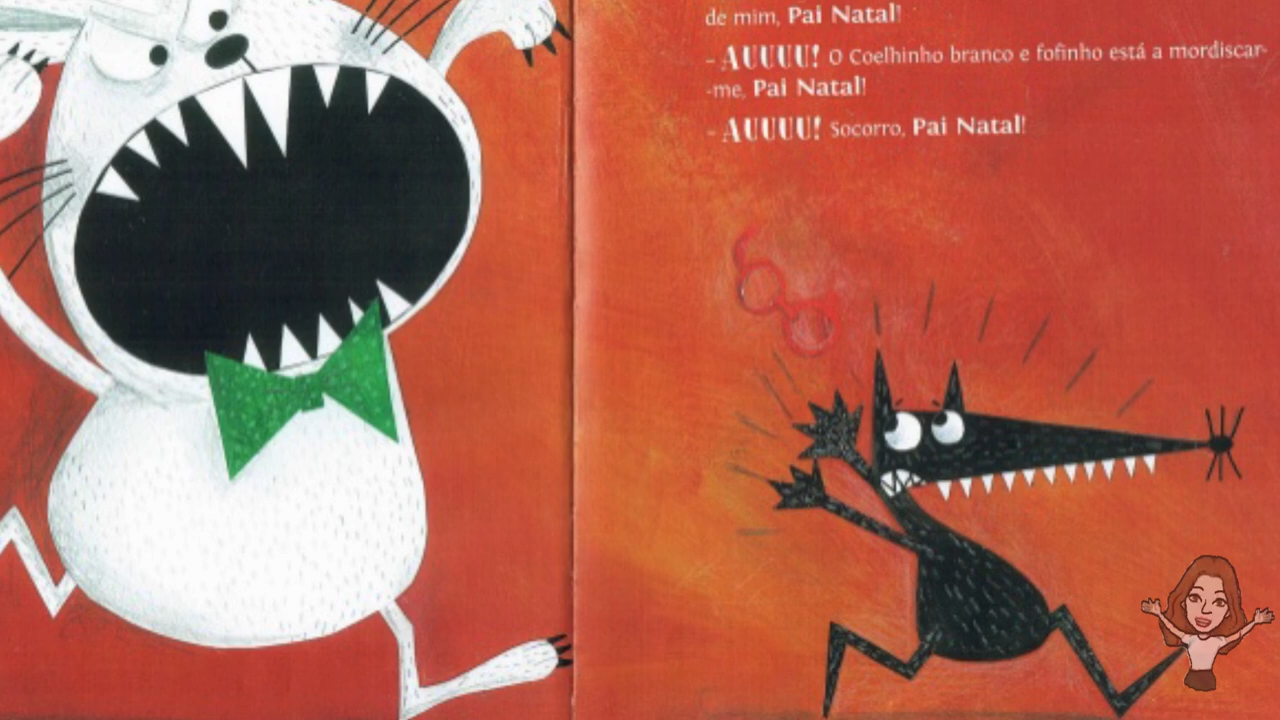 de mim, Pai Natal!
– AUUUU! O Coelhinho branco e fofinho está a mordiscar-
-me, Pai Natal!
– AUUUU! Socorro, Pai Natal!